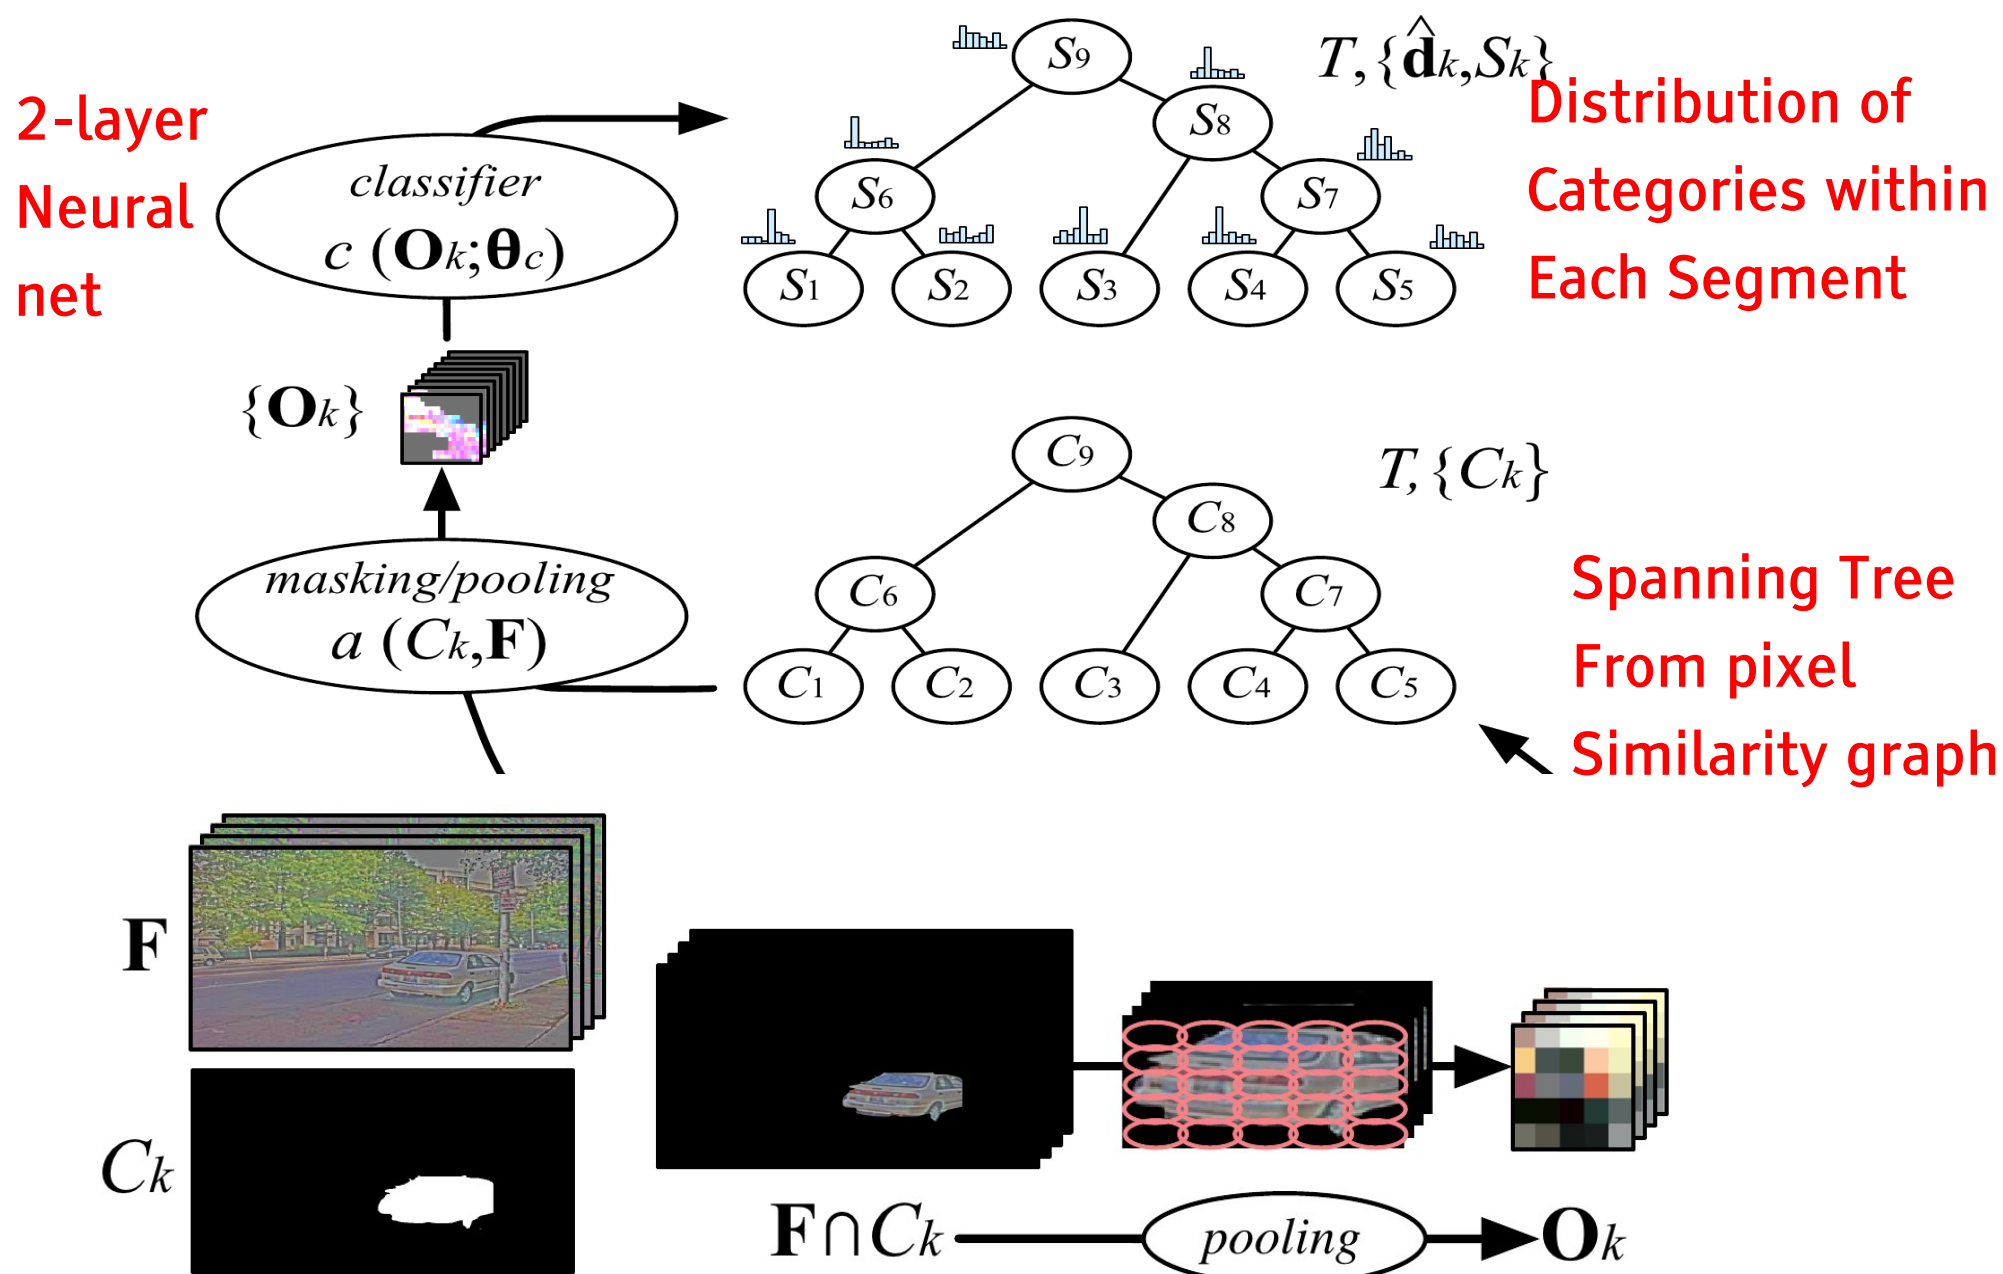 2-layer
Neural
net
classifier
c (Ok;θc)
{Ok}
masking/pooling
a (Ck,F)
S9
S8
S6
S7
S1
S2
S3
S4
S5
T, {d̂k,Sk}
Distribution of
Categories within
Each Segment
C9
C8
C6
C7
C1
C2
C3
C4
C5
T, {Ck}
Spanning Tree
From pixel
Similarity graph
F
Ck
F∩Ck
pooling
Ok